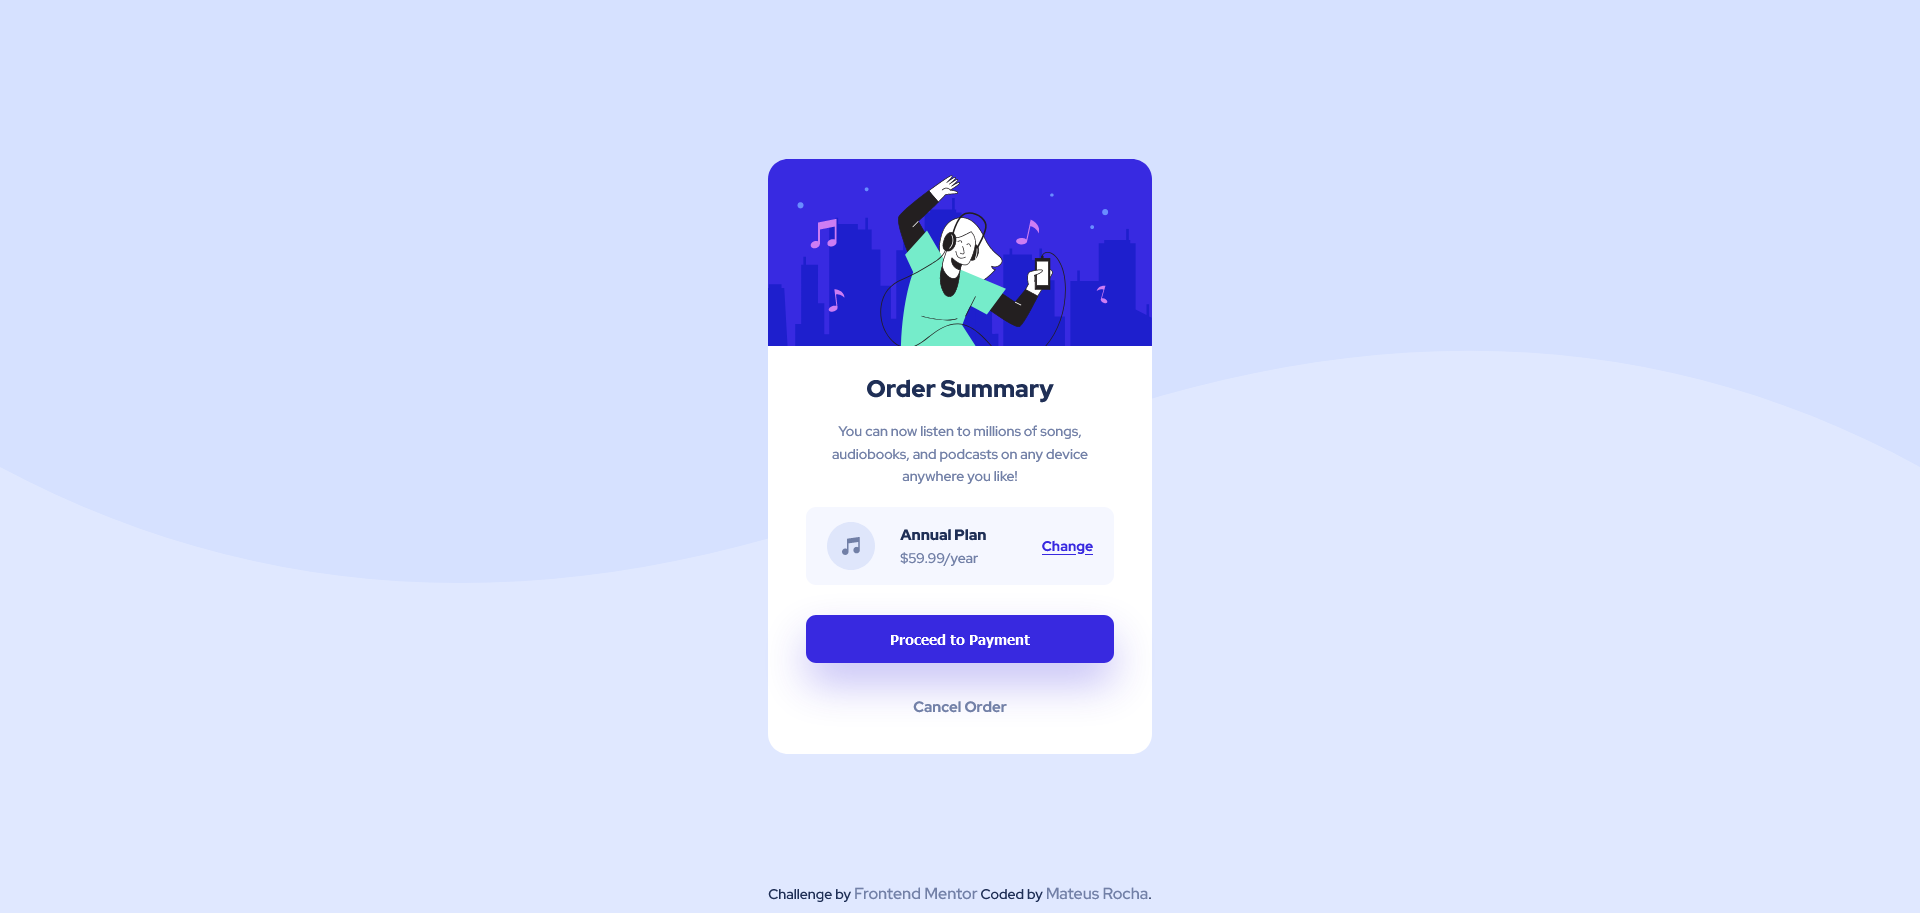 Order Summary
You can now listen to millions of songs,
audiobooks, and podcasts on any device
anywhere you like!
Annual Plan
$59.99/year
Change
Proceed to Payment
Cancel Order
Challenge by Frontend Mentor Coded by Mateus Rocha.